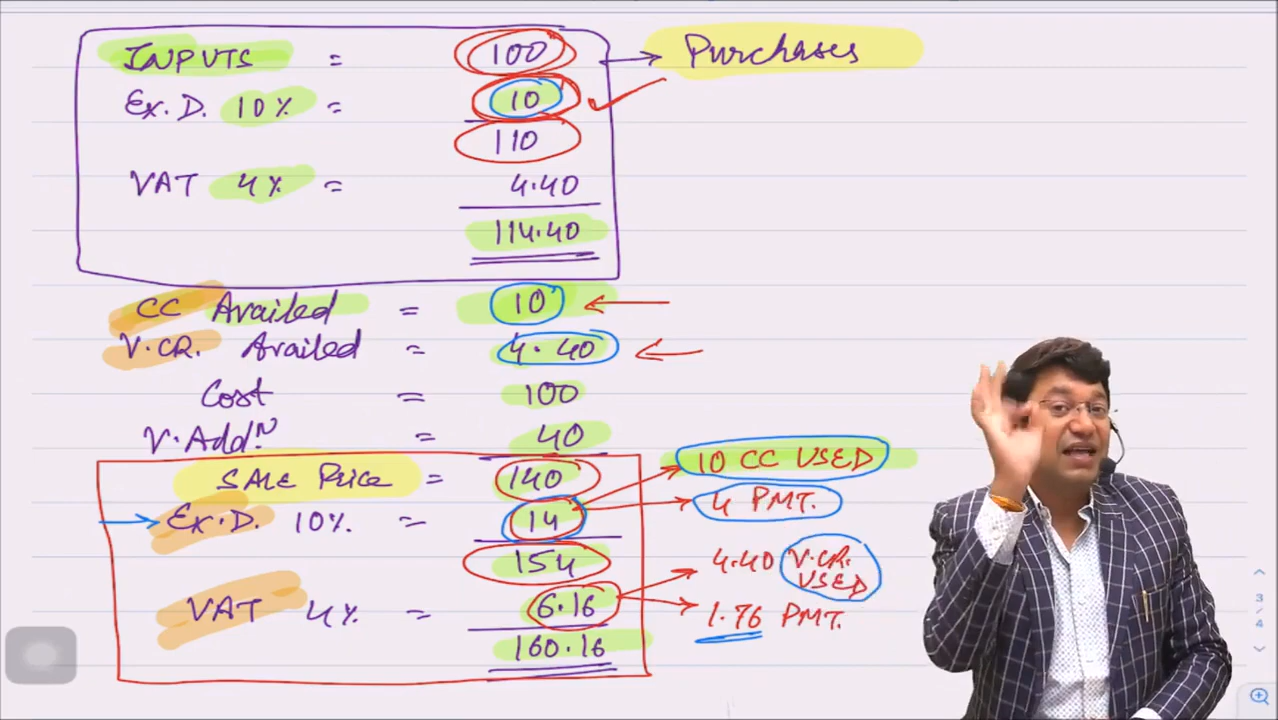 INPUTS = 100 → Purchases
Ex. D. 10% = 10
110
VAT 4% = 4.40
114.40
CC Availed = 10
V.CR. Availed = 4.40
Cost = 100
V. Addⁿ = 40
SALE Price = 140
Ex. D. 10% = 14
154
VAT 4% = 6.16
160.16
10 CC USED
4 PMT.
4.40 V.CR.
USED
1.76 PMT.
3
4